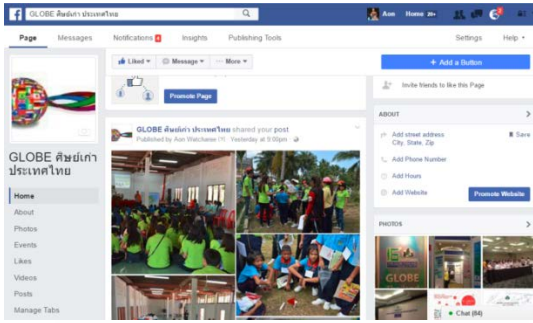 GLOBE ศิษย์เก่า ประเทศไทย
Aon Home 20+
Page Messages Notifications Insights Publishing Tools Settings Help
Liked Message More
+ Add a Button
Promote Page
Invite friends to like this Page
ABOUT
Add street address
City, State, Zip
Save
Add Phone Number
Add Hours
Add Website
Promote Website
PHOTOS
GLOBE
Chat (84)
GLOBE ศิษย์เก่า ประเทศไทย shared your post
Published by Aon Watcharee [?] · Yesterday at 5:00pm
GLOBE ศิษย์เก่า
ประเทศไทย
Home
About
Photos
Events
Likes
Videos
Posts
Manage Tabs